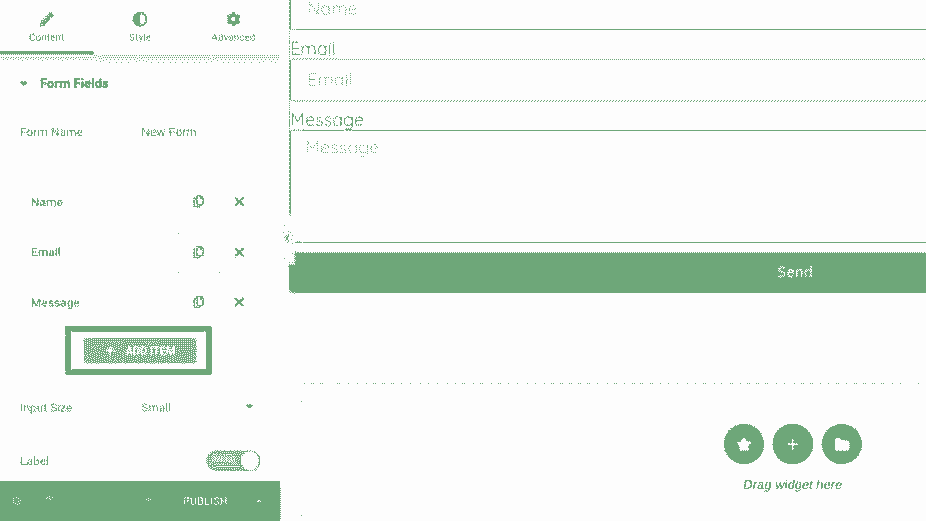 Content Style Advanced
Form Fields
Form Name New Form
Name
Email
Message
ADD ITEM
Input Size Small
Label
PUBLISH
Name
Email
Email
Message
Message
Send
Drag widget here